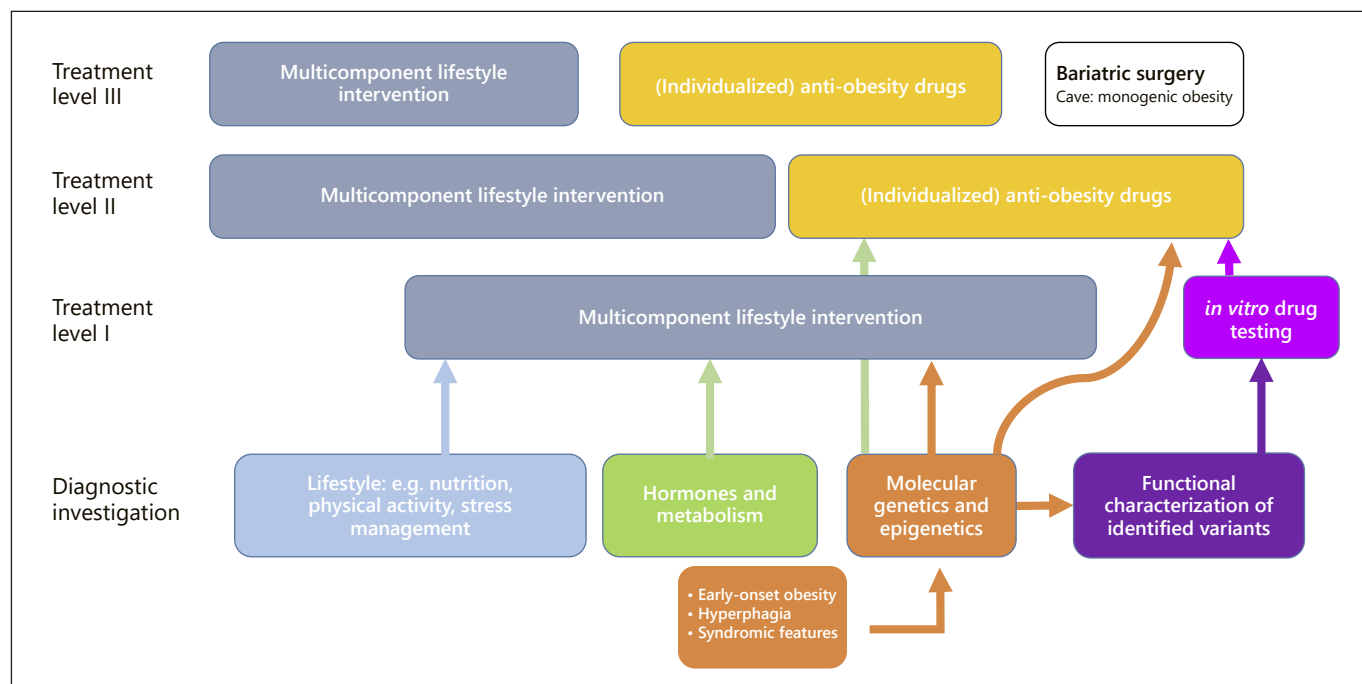 Treatment
level III
Multicomponent lifestyle
intervention
(Individualized) anti-obesity drugs
Bariatric surgery
Cave: monogenic obesity
Treatment
level II
Multicomponent lifestyle intervention
(Individualized) anti-obesity drugs
Treatment
level I
Multicomponent lifestyle intervention
in vitro drug
testing
Diagnostic
investigation
Lifestyle: e.g. nutrition,
physical activity, stress
management
Hormones and
metabolism
Molecular
genetics and
epigenetics
Functional
characterization of
identified variants
• Early-onset obesity
• Hyperphagia
• Syndromic features